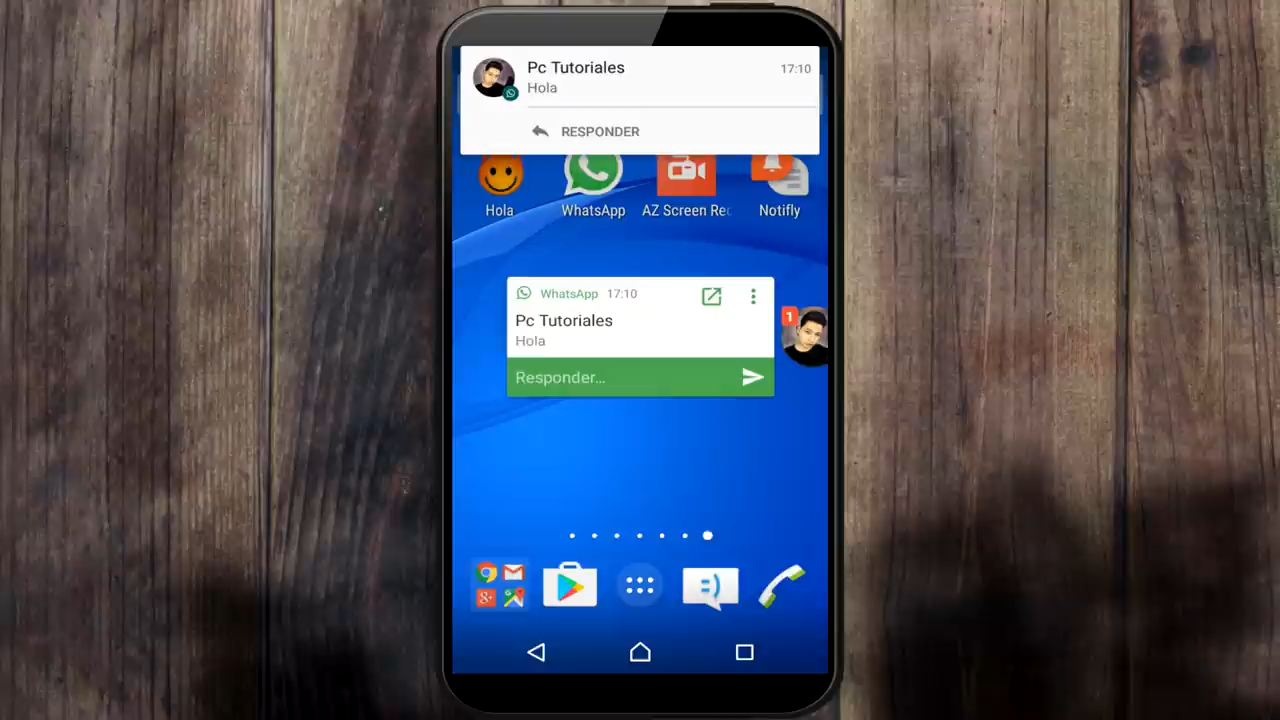 Pc Tutoriales
17:10
Hola
RESPONDER
Hola
WhatsApp
AZ Screen Rec
Notifly
WhatsApp 17:10
Pc Tutoriales
Hola
1
Responder...